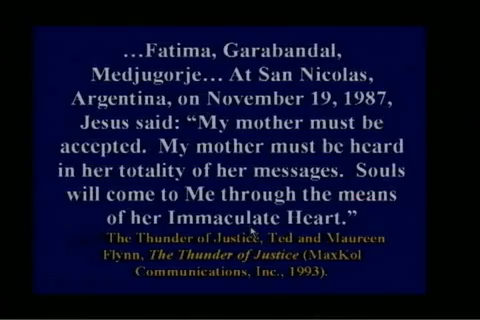 ...Fatima, Garabandal,
Medjugorje... At San Nicolas,
Argentina, on November 19, 1987,
Jesus said: “My mother must be
accepted.  My mother must be heard
in her totality of her messages.  Souls
will come to Me through the means
of her Immaculate Heart.”
The Thunder of Justice, Ted and Maureen
Flynn, The Thunder of Justice (MaxKol
Communications, Inc., 1993).